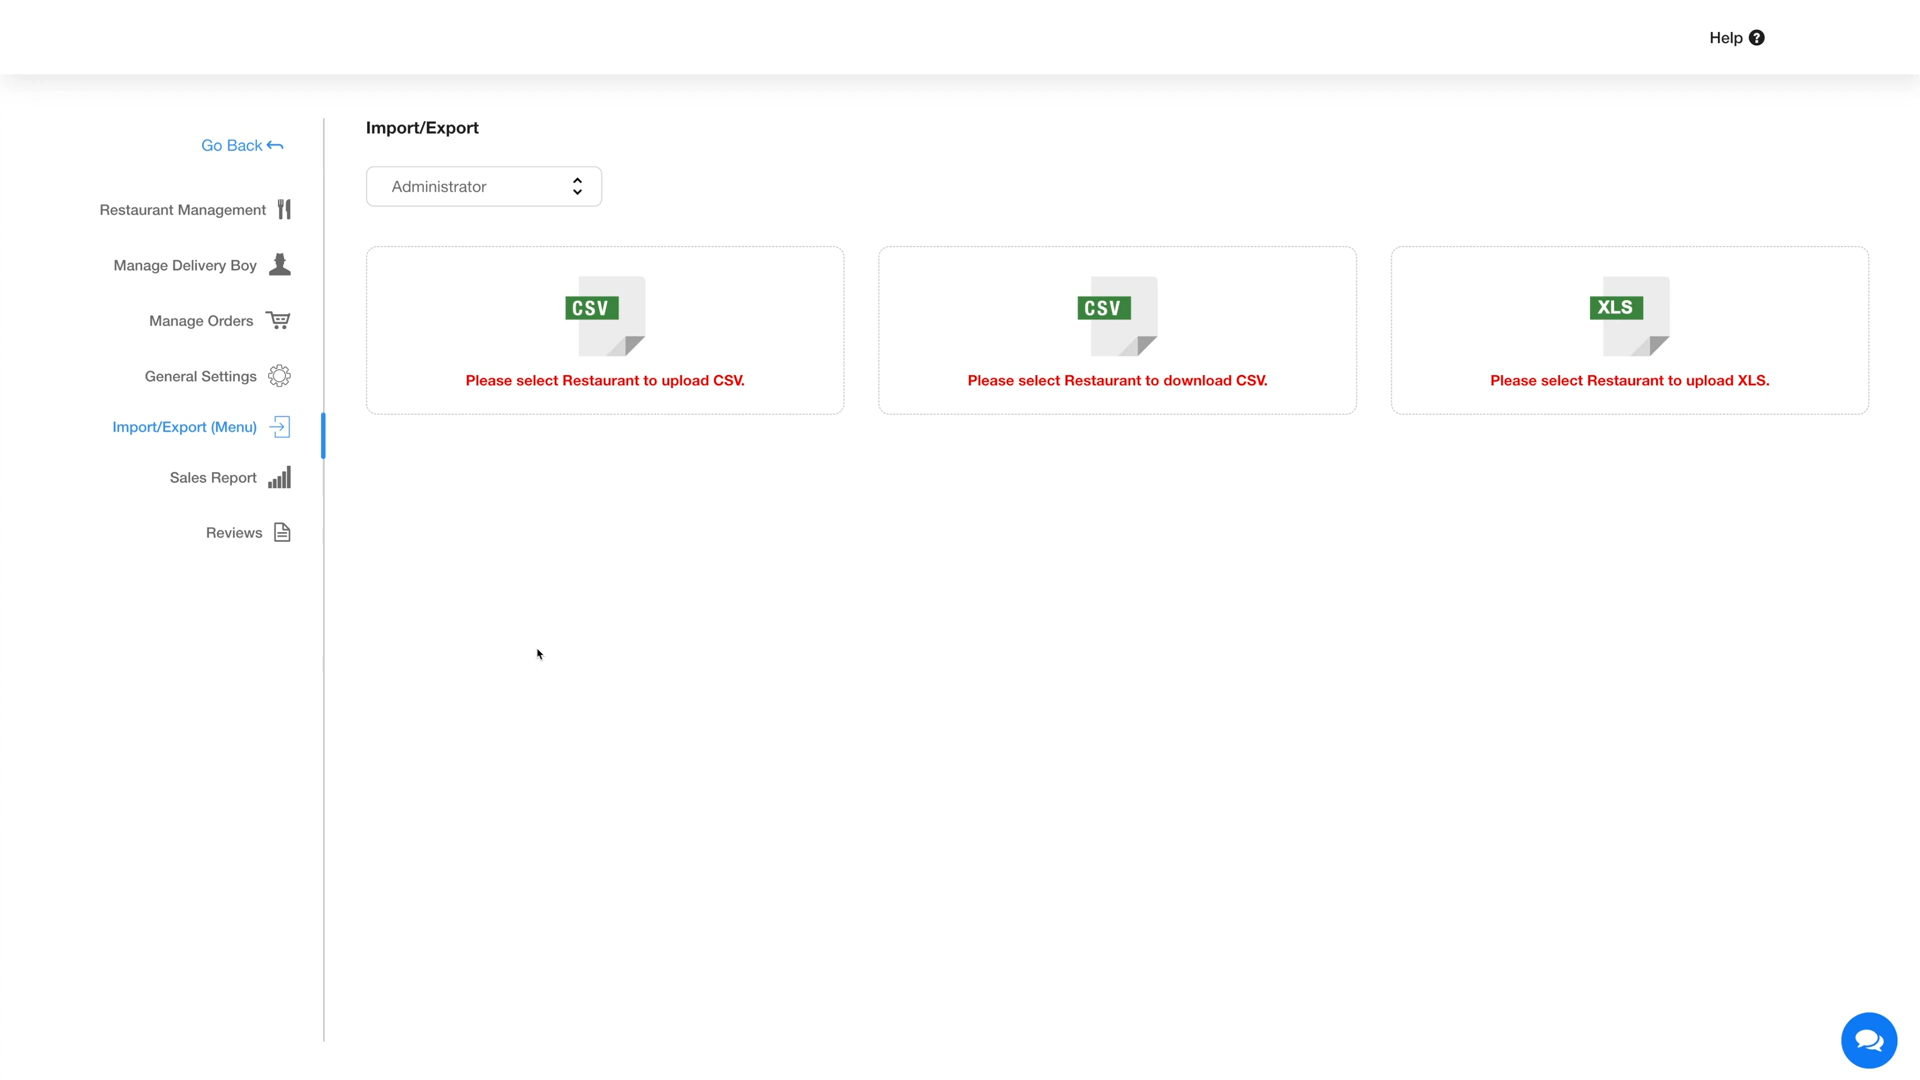 Help
Import/Export
Go Back
Administrator
Restaurant Management
Manage Delivery Boy
Manage Orders
General Settings
Import/Export (Menu)
Sales Report
Reviews
CSV
Please select Restaurant to upload CSV.
CSV
Please select Restaurant to download CSV.
XLS
Please select Restaurant to upload XLS.